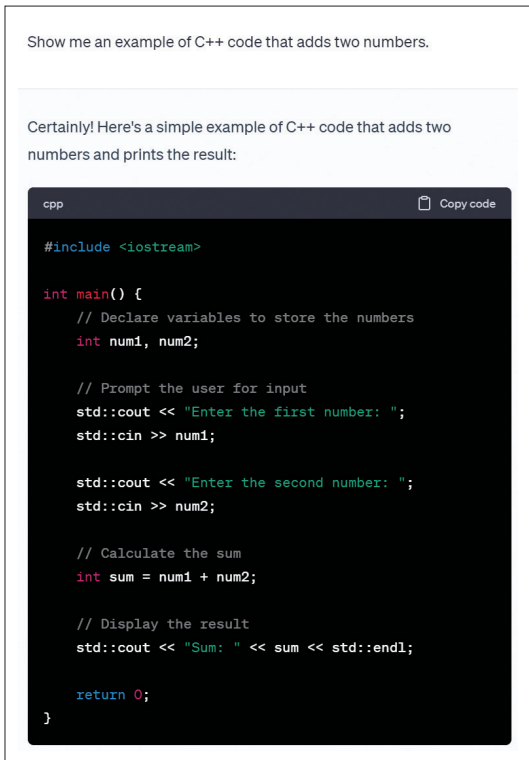 Show me an example of C++ code that adds two numbers.
Certainly! Here's a simple example of C++ code that adds two
numbers and prints the result:
cpp Copy code
#include <iostream>
int main() {
    // Declare variables to store the numbers
    int num1, num2;
    // Prompt the user for input
    std::cout << "Enter the first number: ";
    std::cin >> num1;
    std::cout << "Enter the second number: ";
    std::cin >> num2;
    // Calculate the sum
    int sum = num1 + num2;
    // Display the result
    std::cout << "Sum: " << sum << std::endl;
    return 0;
}